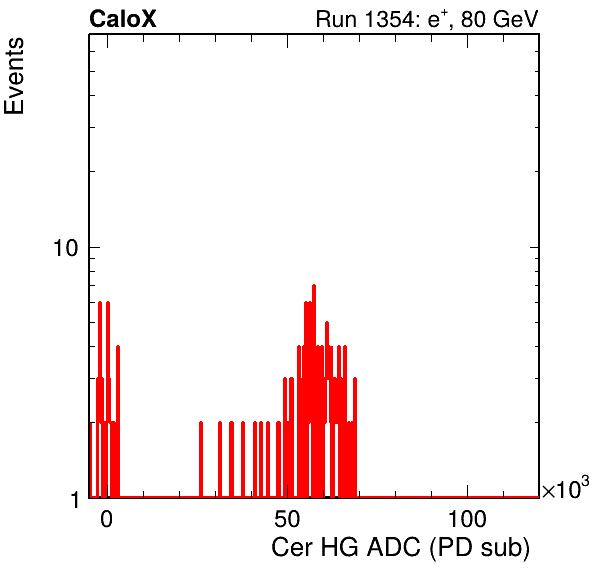 CaloX Run 1354: e⁺, 80 GeV
Events
10
1
0 50 100 ×10³
Cer HG ADC (PD sub)